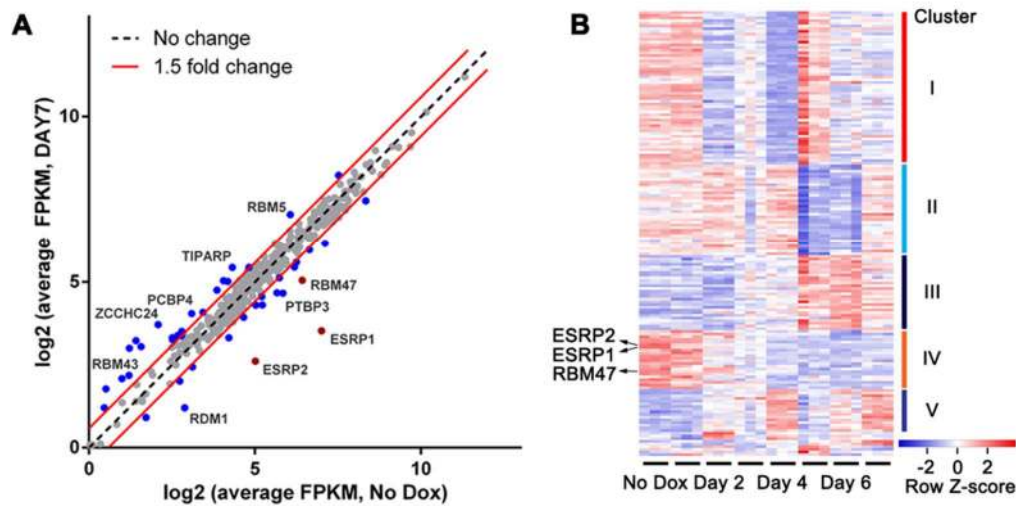 A
No change
1.5 fold change
log2 (average FPKM, DAY7)
10
5
0
RBM5
TIPARP
PCBP4
ZCCHC24
RBM43
RBM47
PTBP3
ESRP1
ESRP2
RDM1
0
5
10
log2 (average FPKM, No Dox)
B
Cluster
I
II
III
IV
V
ESRP2
ESRP1
RBM47
-2 0 2
Row Z-score
No Dox Day 2 Day 4 Day 6